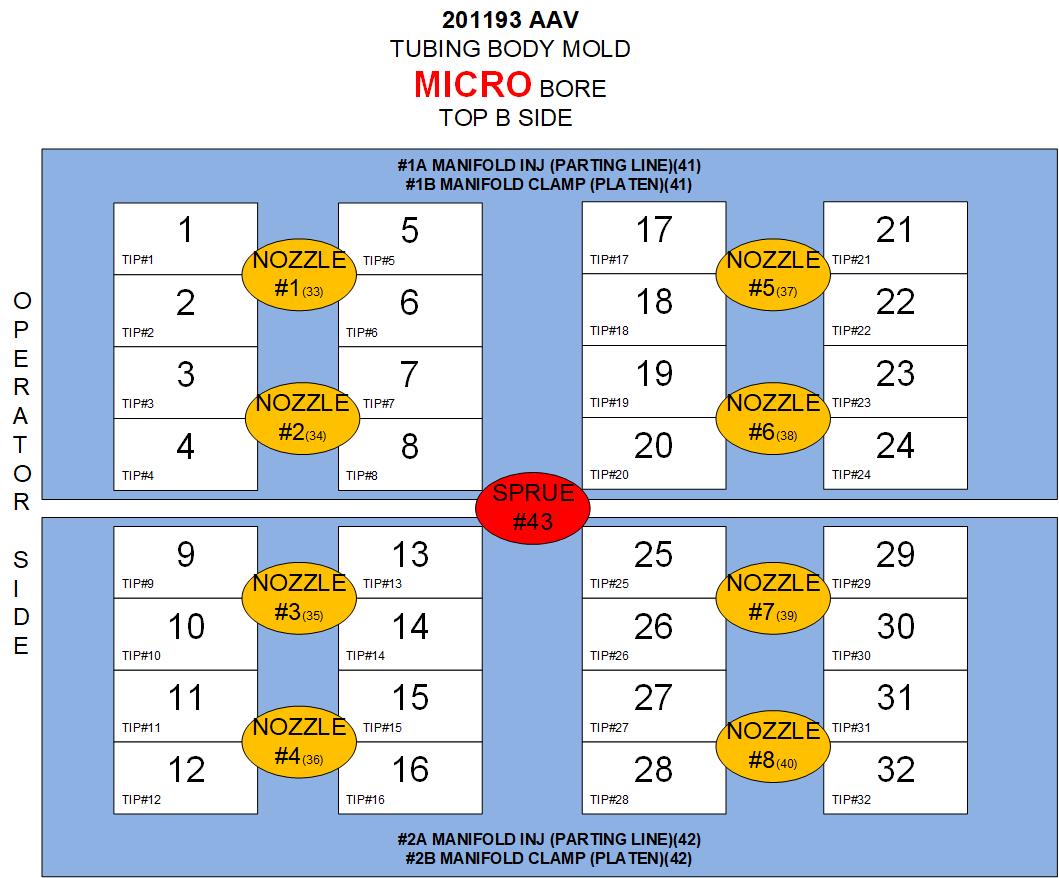 201193 AAV
TUBING BODY MOLD
MICRO BORE
TOP B SIDE
#1A MANIFOLD INJ (PARTING LINE)(41)
#1B MANIFOLD CLAMP (PLATEN)(41)
OPERATOR SIDE
1
TIP#1
2
TIP#2
3
TIP#3
4
TIP#4
NOZZLE
#1(33)
NOZZLE
#2(34)
5
TIP#5
6
TIP#6
7
TIP#7
8
TIP#8
17
TIP#17
18
TIP#18
19
TIP#19
20
TIP#20
NOZZLE
#5(37)
NOZZLE
#6(38)
21
TIP#21
22
TIP#22
23
TIP#23
24
TIP#24
SPRUE
#43
9
TIP#9
10
TIP#10
11
TIP#11
12
TIP#12
NOZZLE
#3(35)
NOZZLE
#4(36)
13
TIP#13
14
TIP#14
15
TIP#15
16
TIP#16
25
TIP#25
26
TIP#26
27
TIP#27
28
TIP#28
NOZZLE
#7(39)
NOZZLE
#8(40)
29
TIP#29
30
TIP#30
31
TIP#31
32
TIP#32
#2A MANIFOLD INJ (PARTING LINE)(42)
#2B MANIFOLD CLAMP (PLATEN)(42)